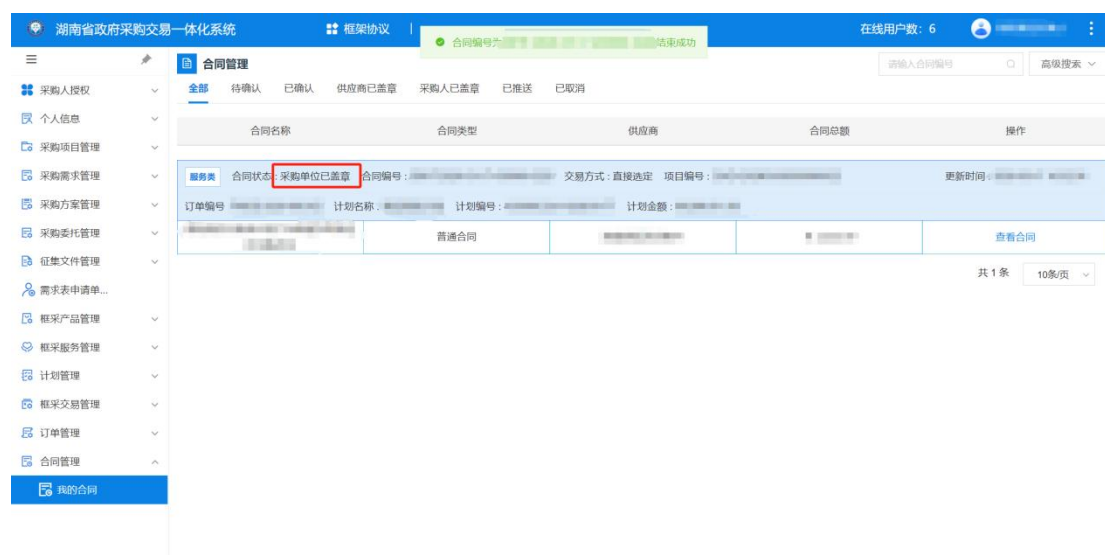 湖南省政府采购交易一体化系统 框架协议 在线用户数：6
合同编号为 结束成功
合同管理 请输入合同编号 高级搜索
全部 待确认 已确认 供应商已盖章 采购人已盖章 已推送 已取消
合同名称 合同类型 供应商 合同总额 操作
服务类 合同状态：采购单位已盖章 合同编号： 交易方式：直接选定 项目编号： 更新时间：
订单编号 计划名称： 计划编号： 计划金额：
普通合同 查看合同
共 1 条 10条/页
采购人授权
个人信息
采购项目管理
采购需求管理
采购方案管理
采购委托管理
征集文件管理
需求表申请单...
框采产品管理
框采服务管理
计划管理
框采交易管理
订单管理
合同管理
我的合同